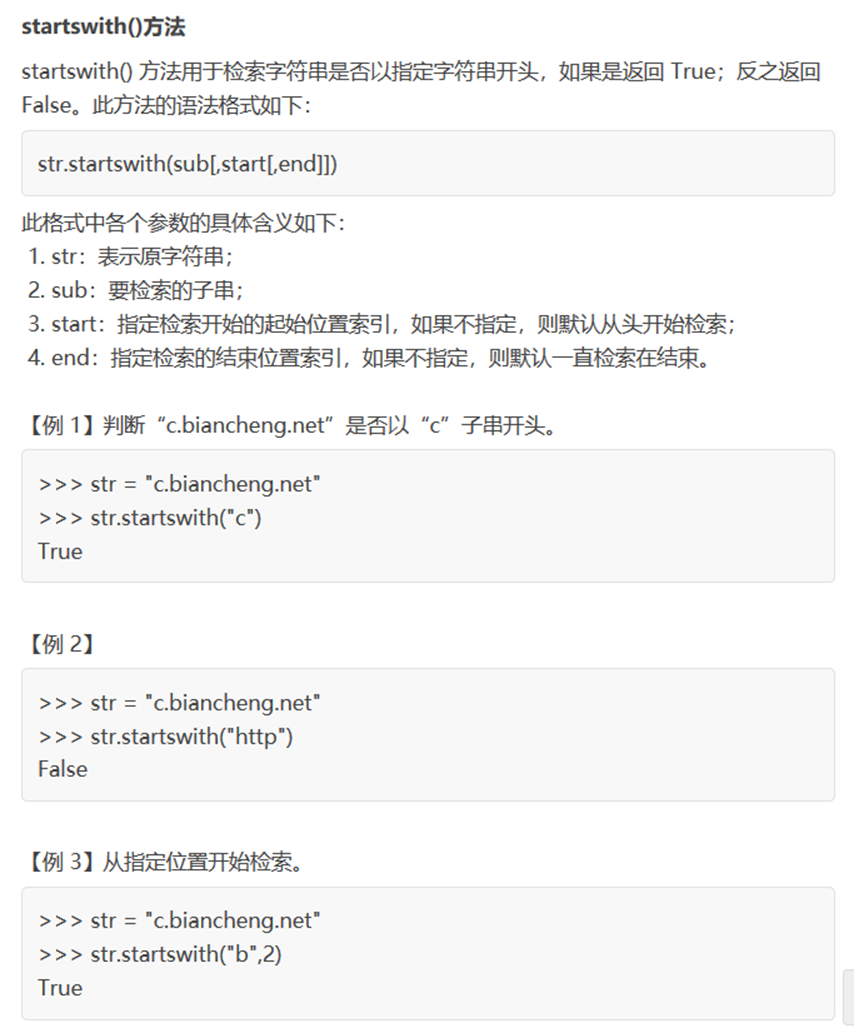 startswith()方法
startswith() 方法用于检索字符串是否以指定字符串开头，如果是返回 True；反之返回
False。此方法的语法格式如下：
str.startswith(sub[,start[,end]])
此格式中各个参数的具体含义如下：
1. str：表示原字符串；
2. sub：要检索的子串；
3. start：指定检索开始的起始位置索引，如果不指定，则默认从头开始检索；
4. end：指定检索的结束位置索引，如果不指定，则默认一直检索在结束。
【例 1】判断“c.biancheng.net”是否以“c”子串开头。
>>> str = "c.biancheng.net"
>>> str.startswith("c")
True
【例 2】
>>> str = "c.biancheng.net"
>>> str.startswith("http")
False
【例 3】从指定位置开始检索。
>>> str = "c.biancheng.net"
>>> str.startswith("b",2)
True